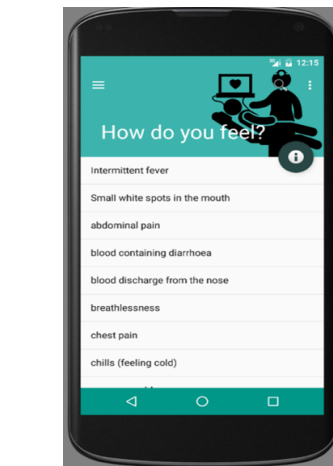 12:15
How do you feel?
Intermittent fever
Small white spots in the mouth
abdominal pain
blood containing diarrhoea
blood discharge from the nose
breathlessness
chest pain
chills (feeling cold)